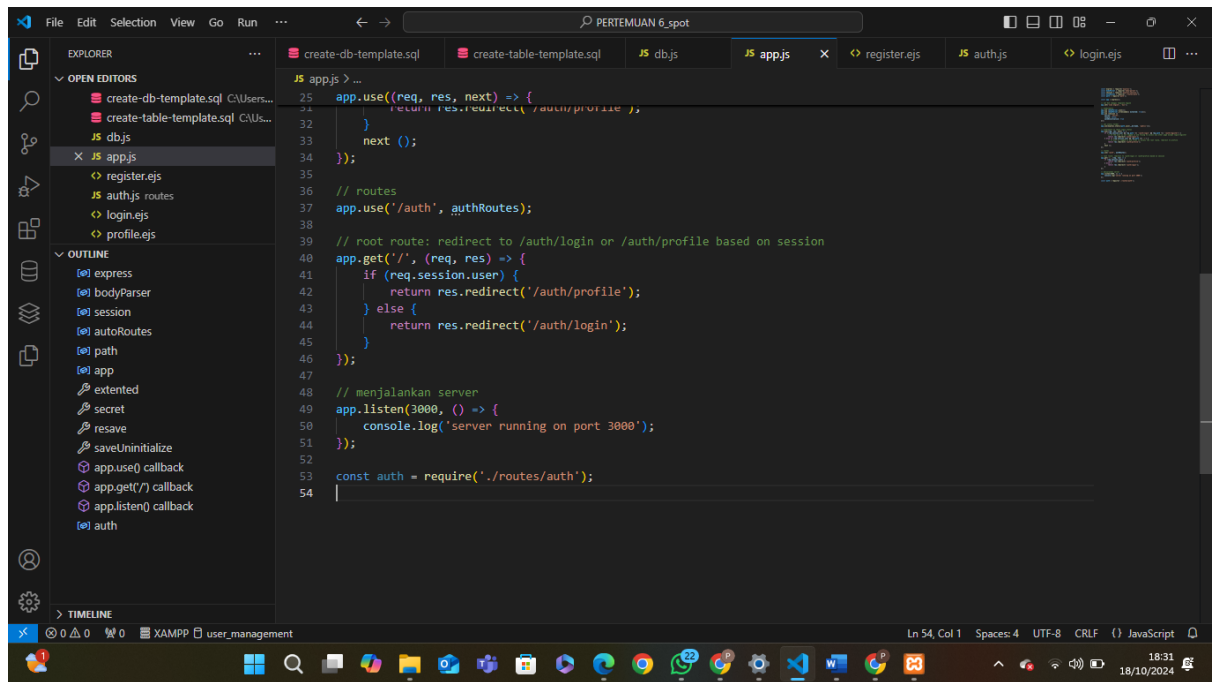 File Edit Selection View Go Run ··· ← → PERTEMUAN 6_spot
EXPLORER ···
OPEN EDITORS
create-db-template.sql C:\Users...
create-table-template.sql C:\Us...
JS db.js
JS app.js
<> register.ejs
JS auth.js routes
<> login.ejs
<> profile.ejs
OUTLINE
express
bodyParser
session
autoRoutes
path
app
extented
secret
resave
saveUninitialize
app.use() callback
app.get('/') callback
app.listen() callback
auth
TIMELINE
create-db-template.sql create-table-template.sql JS db.js JS app.js × <> register.ejs JS auth.js <> login.ejs ···
JS app.js > ...
25 app.use((req, res, next) => {
31 return res.redirect('/auth/profile');
32 }
33 next ();
34 });
35
36 // routes
37 app.use('/auth', authRoutes);
38
39 // root route: redirect to /auth/login or /auth/profile based on session
40 app.get('/', (req, res) => {
41 if (req.session.user) {
42 return res.redirect('/auth/profile');
43 } else {
44 return res.redirect('/auth/login');
45 }
46 });
47
48 // menjalankan server
49 app.listen(3000, () => {
50 console.log('server running on port 3000');
51 });
52
53 const auth = require('./routes/auth');
54
0 0 0 XAMPP user_management Ln 54, Col 1 Spaces: 4 UTF-8 CRLF {} JavaScript
1 22 P P 18:31
18/10/2024